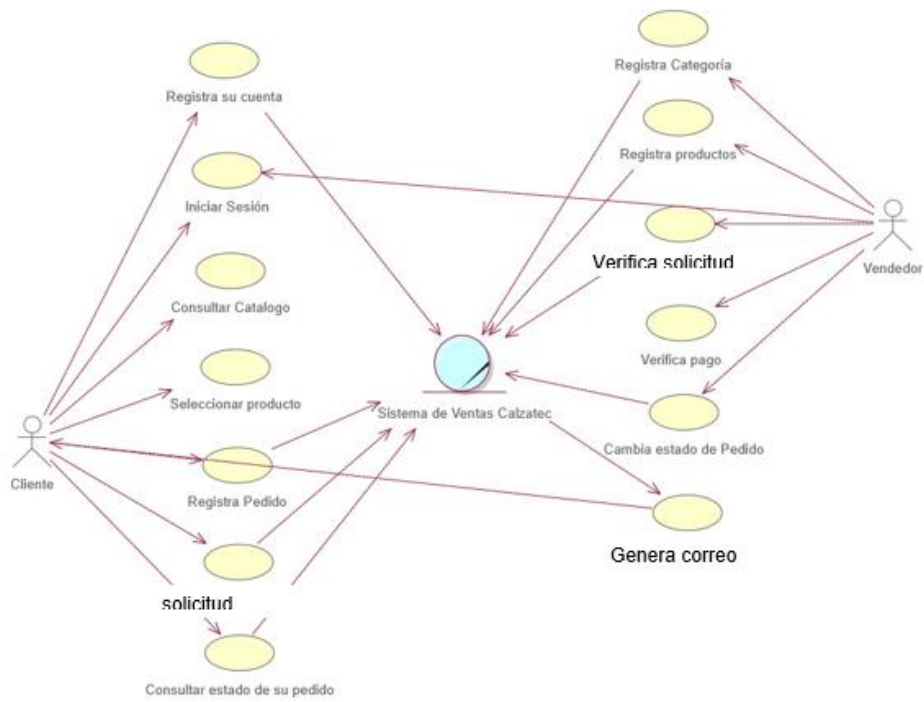 Registra Categoría
Registra su cuenta
Registra productos
Iniciar Sesión
Verifica solicitud
Vendedor
Consultar Catalogo
Verifica pago
Seleccionar producto
Sistema de Ventas Calzatec
Cambia estado de Pedido
Cliente
Registra Pedido
Genera correo
solicitud
Consultar estado de su pedido